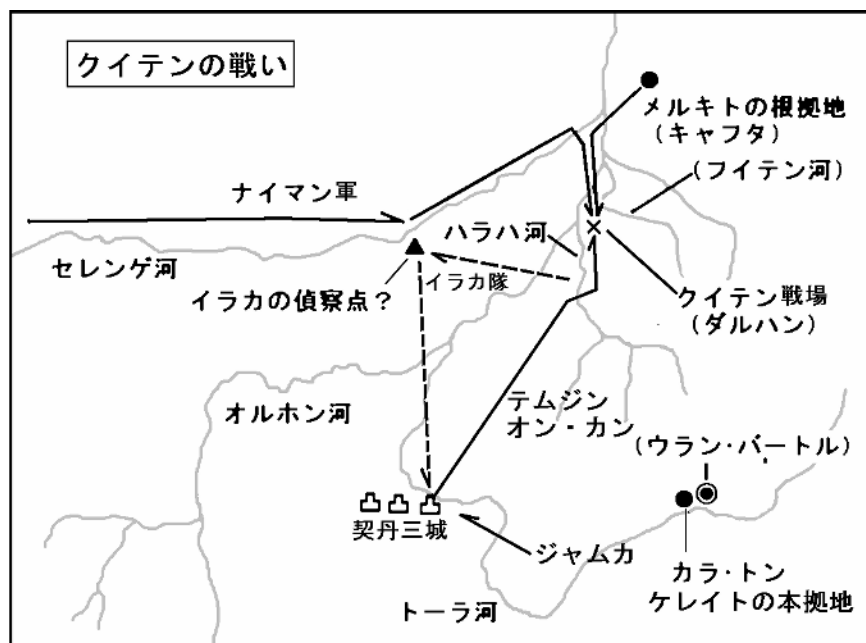 クイテンの戦い
メルキトの根拠地
(キャフタ)
(フイテン河)
ナイマン軍
ハラハ河
セレンゲ河
イラカ隊
イラカの偵察点?
クイテン戦場
(ダルハン)
オルホン河
テムジン
オン-カン
(ウラン・バートル)
契丹三城
ジャムカ
カラ・トン
ケレイトの本拠地
トーラ河